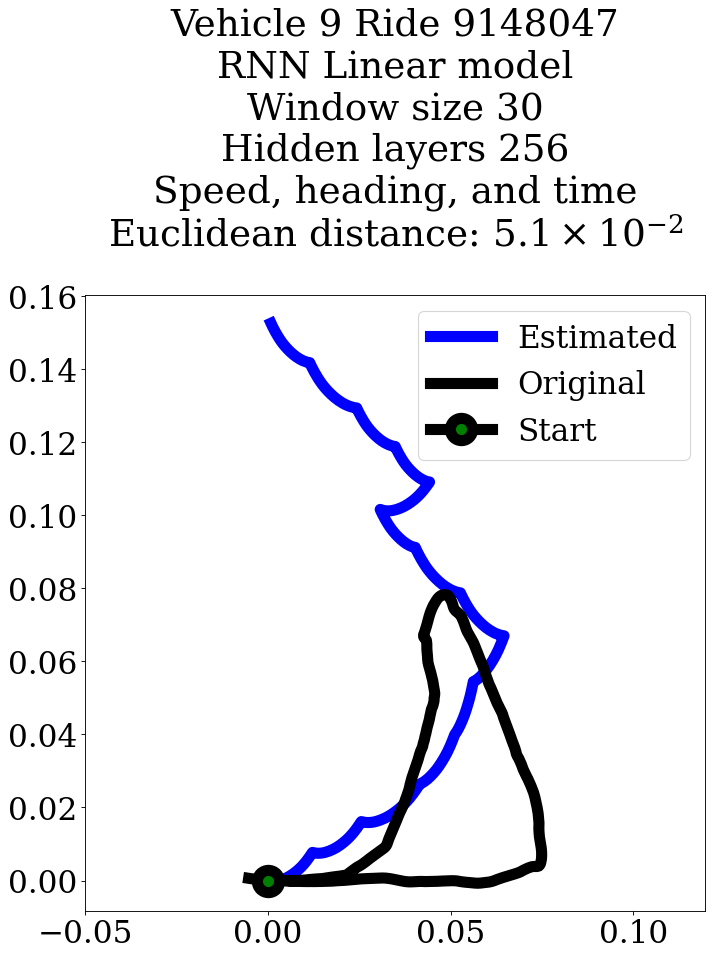 Vehicle 9 Ride 9148047
RNN Linear model
Window size 30
Hidden layers 256
Speed, heading, and time
Euclidean distance: 5.1 × 10⁻²
0.16
Estimated
0.14
Original
0.12
Start
0.10
0.08
0.06
0.04
0.02
0.00
−0.05 0.00 0.05 0.10